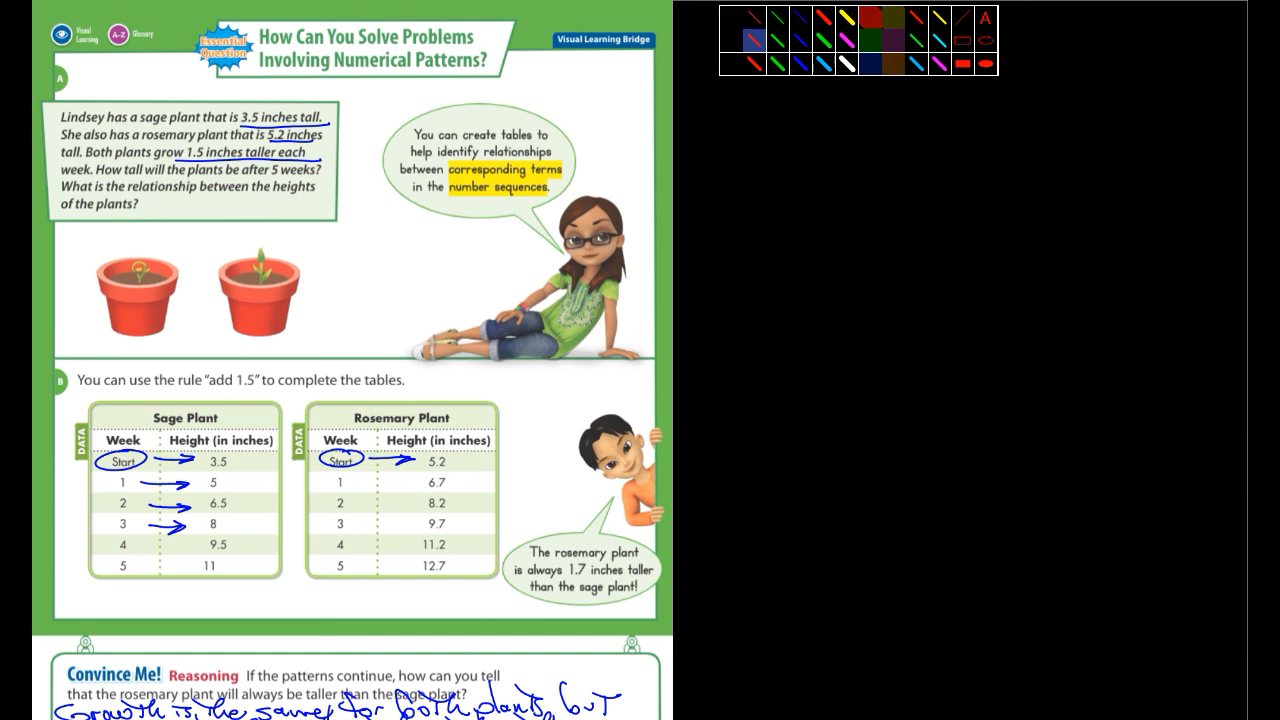 Visual
Learning
A-Z
Glossary
Essential
Question
How Can You Solve Problems
Involving Numerical Patterns?
Visual Learning Bridge
A
Lindsey has a sage plant that is 3.5 inches tall.
She also has a rosemary plant that is 5.2 inches
tall. Both plants grow 1.5 inches taller each
week. How tall will the plants be after 5 weeks?
What is the relationship between the heights
of the plants?
You can create tables to
help identify relationships
between corresponding terms
in the number sequences.
A
B
You can use the rule "add 1.5" to complete the tables.
DATA
Sage Plant
Week Height (in inches)
Start 3.5
1 5
2 6.5
3 8
4 9.5
5 11
DATA
Rosemary Plant
Week Height (in inches)
Start 5.2
1 6.7
2 8.2
3 9.7
4 11.2
5 12.7
The rosemary plant
is always 1.7 inches taller
than the sage plant!
Convince Me! Reasoning If the patterns continue, how can you tell
that the rosemary plant will always be taller than the sage plant?
Growth is the same for both plants, but